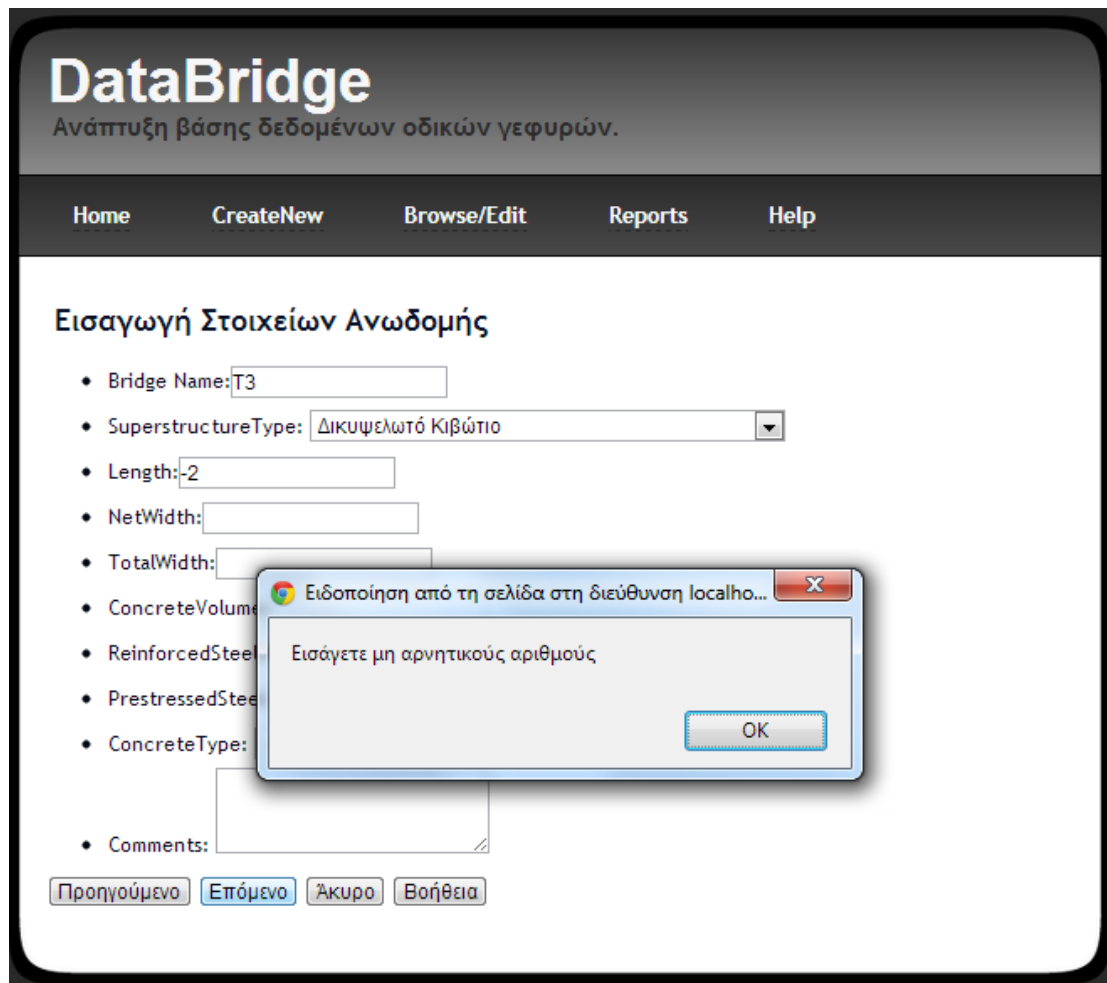 DataBridge
Ανάπτυξη βάσης δεδομένων οδικών γεφυρών.
Home CreateNew Browse/Edit Reports Help
Εισαγωγή Στοιχείων Ανωδομής
Bridge Name: T3
SuperstructureType: Δικυψελωτό Κιβώτιο
Length: -2
NetWidth:
TotalWidth:
ConcreteVolume
ReinforcedSteel
PrestressedStee
ConcreteType:
Comments:
Ειδοποίηση από τη σελίδα στη διεύθυνση localho...
Εισάγετε μη αρνητικούς αριθμούς
OK
Προηγούμενο Επόμενο Άκυρο Βοήθεια